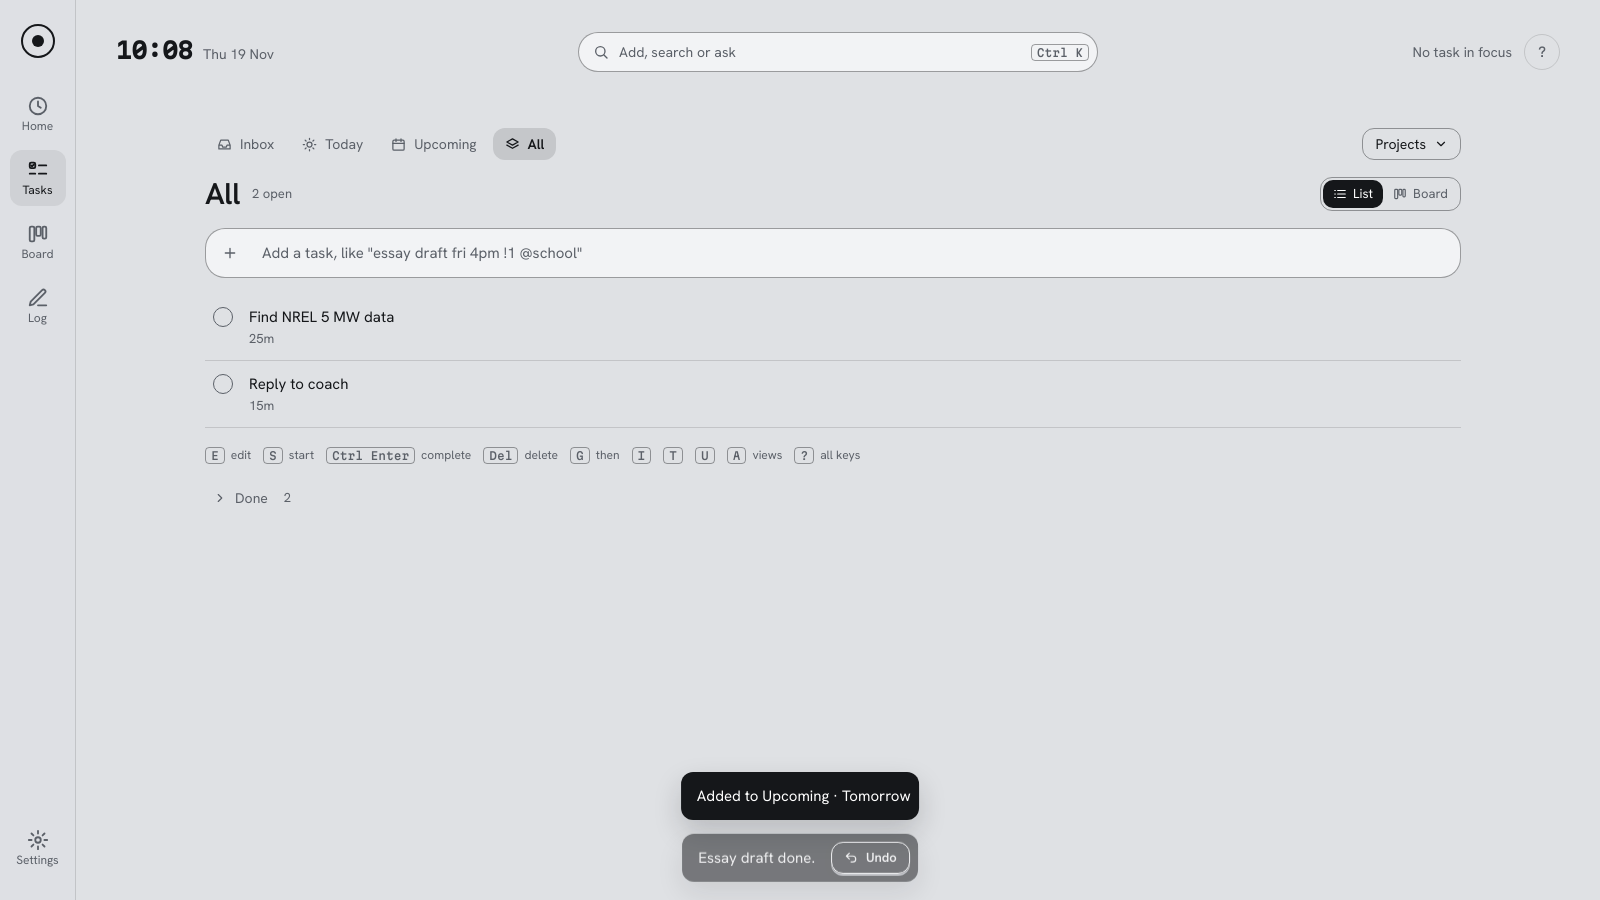 10:08 Thu 19 Nov
Add, search or ask Ctrl K
No task in focus ?
Home
Tasks
Board
Log
Settings
Inbox Today Upcoming All
Projects
All 2 open
List Board
Add a task, like "essay draft fri 4pm !1 @school"
Find NREL 5 MW data
25m
Reply to coach
15m
E edit S start Ctrl Enter complete Del delete G then I T U A views ? all keys
Done 2
Added to Upcoming · Tomorrow
Essay draft done. Undo